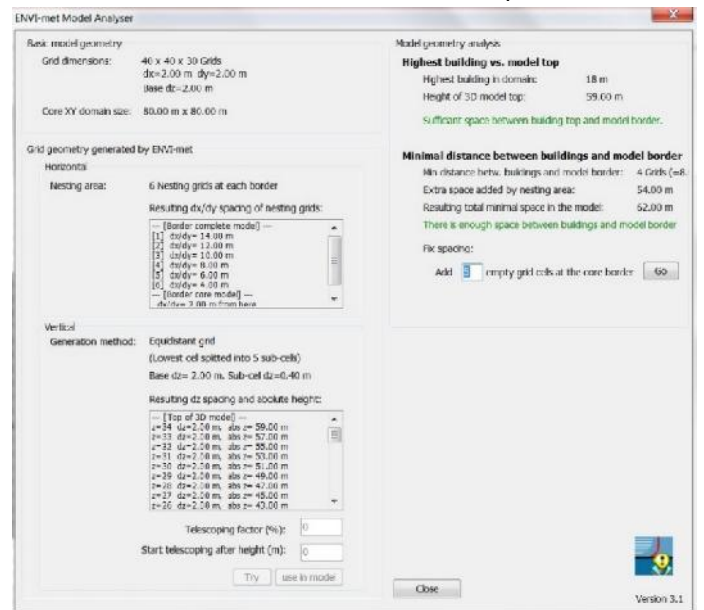 ENVI-met Model Analyser
Basic model geometry
Grid dimensions: 40 x 40 x 30 Grids
dx=2.00 m dy=2.00 m
Base dz=2.00 m
Core XY domain size: 80.00 m x 80.00 m
Grid geometry generated by ENVI-met
Horizontal
Nesting area: 6 Nesting grids at each border
Resulting dx/dy spacing of nesting grids:
--- [Border complete model] ---
[1] dx/dy= 14.00 m
[2] dx/dy= 12.00 m
[3] dx/dy= 10.00 m
[4] dx/dy= 8.00 m
[5] dx/dy= 6.00 m
[6] dx/dy= 4.00 m
--- [Border core model] ---
dx/dy= 2.00 m from here
Vertical
Generation method: Equidistant grid
(Lowest cell splitted into 5 sub-cells)
Base dz= 2.00 m. Sub-cel dz=0.40 m
Resulting dz spacing and absolute height:
--- [Top of 3D model] ---
z=34 dz=2.00 m, abs z= 59.00 m
z=33 dz=2.00 m, abs z= 57.00 m
z=32 dz=2.00 m, abs z= 55.00 m
z=31 dz=2.00 m, abs z= 53.00 m
z=30 dz=2.00 m, abs z= 51.00 m
z=29 dz=2.00 m, abs z= 49.00 m
z=28 dz=2.00 m, abs z= 47.00 m
z=27 dz=2.00 m, abs z= 45.00 m
z=26 dz=2.00 m, abs z= 43.00 m
Telescoping factor (%): 0
Start telescoping after height (m): 0
Try use in model
Model geometry analysis
Highest building vs. model top
Highest building in domain: 18 m
Height of 3D model top: 59.00 m
Sufficant space between building top and model border.
Minimal distance between buildings and model border
Min distance betw. buildings and model border: 4 Grids (=8.
Extra space added by nesting area: 54.00 m
Resulting total minimal space in the model: 62.00 m
There is enough space between buildings and model border
Fix spacing:
Add empty grid cells at the core border Go
Close
Version 3.1